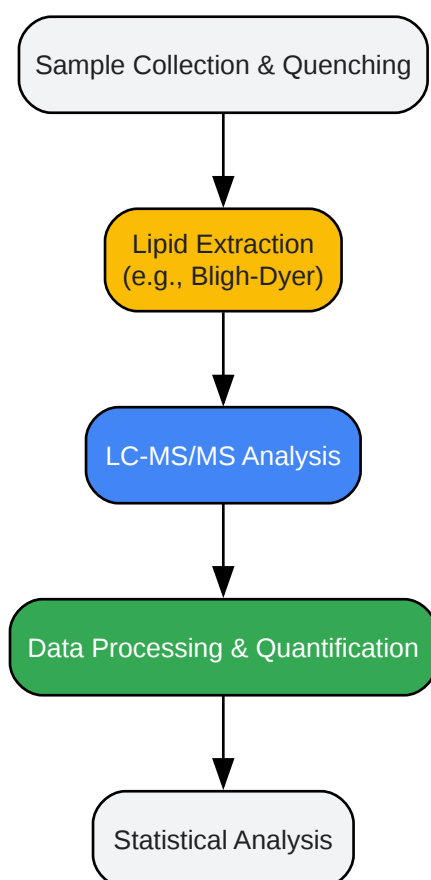 Sample Collection & Quenching
Lipid Extraction
(e.g., Bligh-Dyer)
LC-MS/MS Analysis
Data Processing & Quantification
Statistical Analysis